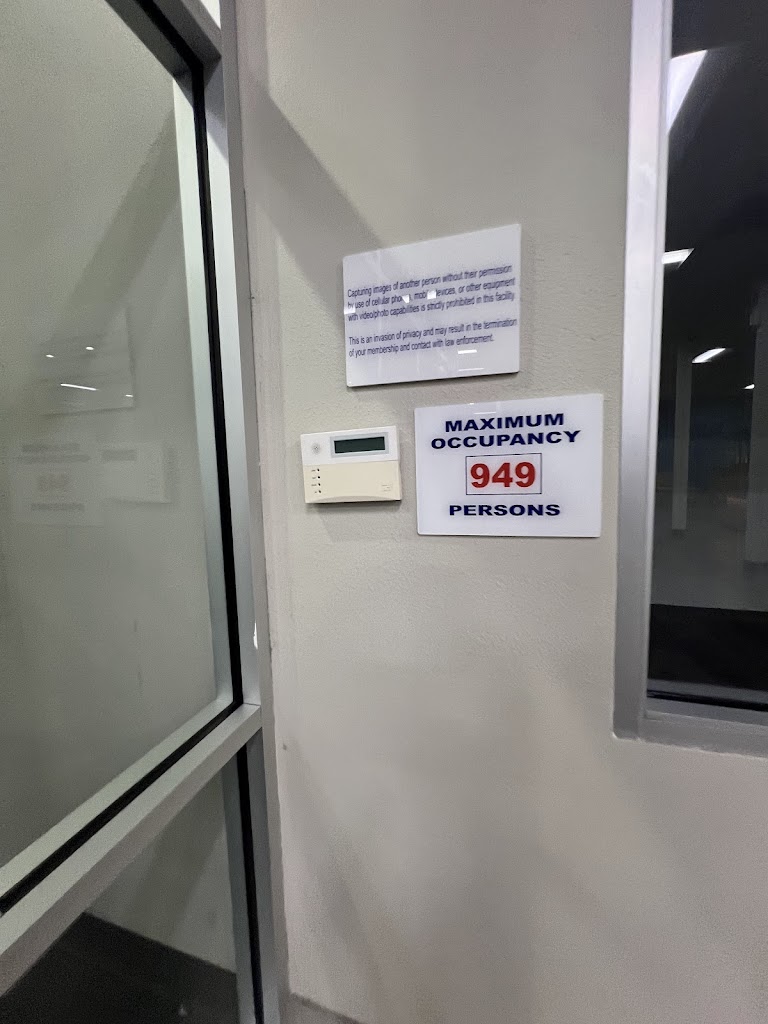 Capturing images of another person without their permission
by use of cellular phones, mobile devices, or other equipment
with video/photo capabilities is strictly prohibited in this facility.
This is an invasion of privacy and may result in the termination
of your membership and contact with law enforcement.
MAXIMUM
OCCUPANCY
949
PERSONS